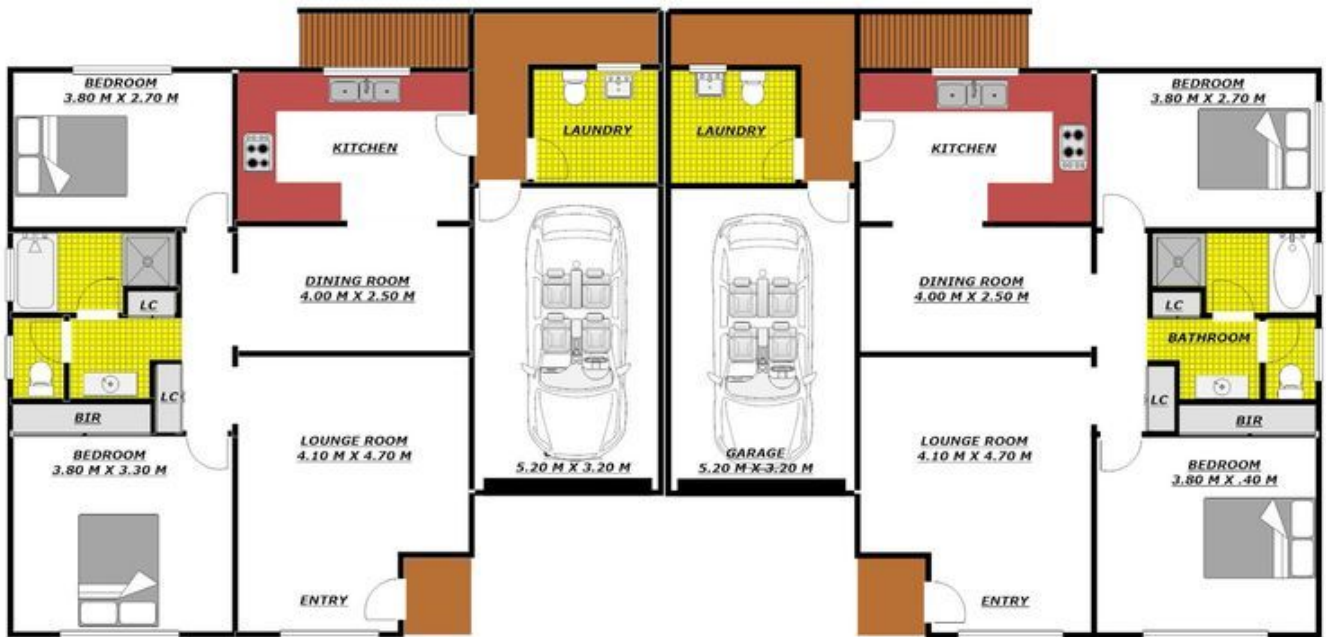 BEDROOM
3.80 M X 2.70 M
KITCHEN
LAUNDRY
LAUNDRY
KITCHEN
BEDROOM
3.80 M X 2.70 M
DINING ROOM
4.00 M X 2.50 M
DINING ROOM
4.00 M X 2.50 M
LC
LC
BATHROOM
LC
LC
BIR
BIR
BEDROOM
3.80 M X 3.30 M
LOUNGE ROOM
4.10 M X 4.70 M
5.20 M X 3.20 M
GARAGE
5.20 M X 3.20 M
LOUNGE ROOM
4.10 M X 4.70 M
BEDROOM
3.80 M X .40 M
ENTRY
ENTRY